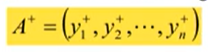 A⁺ = (y₁⁺, y₂⁺, ⋯, yₙ⁺)